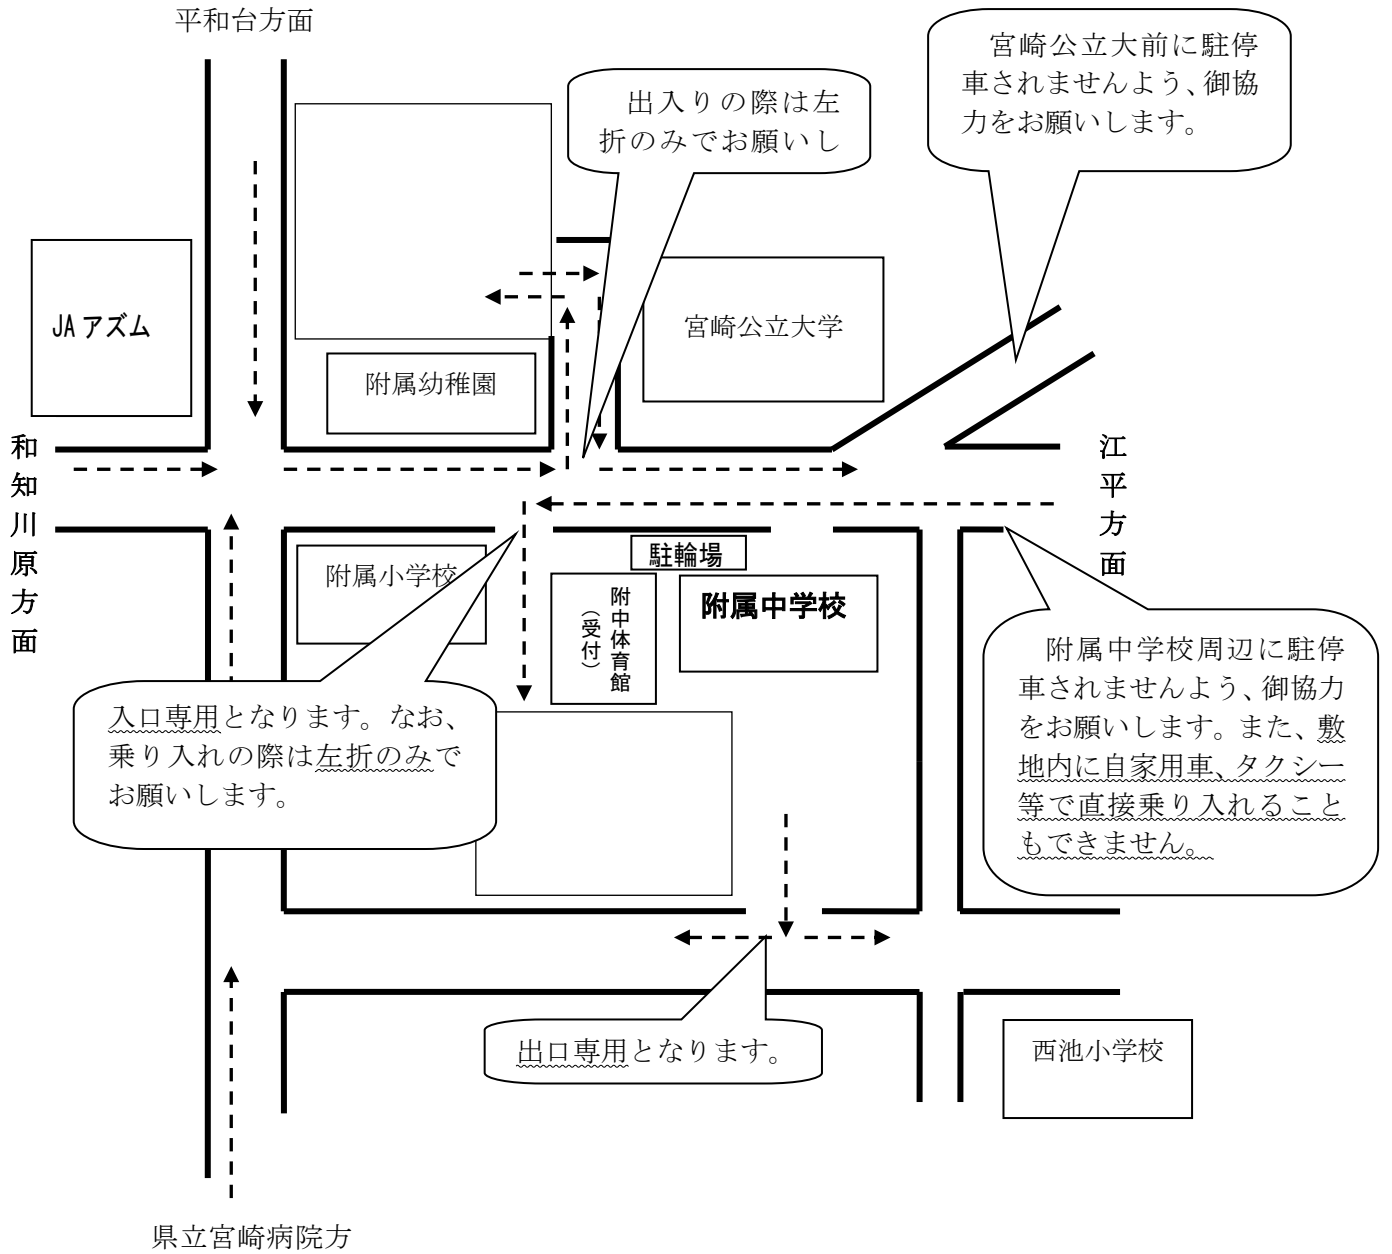 平和台方面
宮崎公立大前に駐停
車されませんよう、御協
力をお願いします。
出入りの際は左
折のみでお願いし
JA アズム
宮崎公立大学
附属幼稚園
和知川原方面
江平方面
附属小学校
駐輪場
附中体育館
（受付）
附属中学校
入口専用となります。なお、
乗り入れの際は左折のみで
お願いします。
附属中学校周辺に駐停
車されませんよう、御協力
をお願いします。また、敷
地内に自家用車、タクシー
等で直接乗り入れること
もできません。
出口専用となります。
西池小学校
県立宮崎病院方